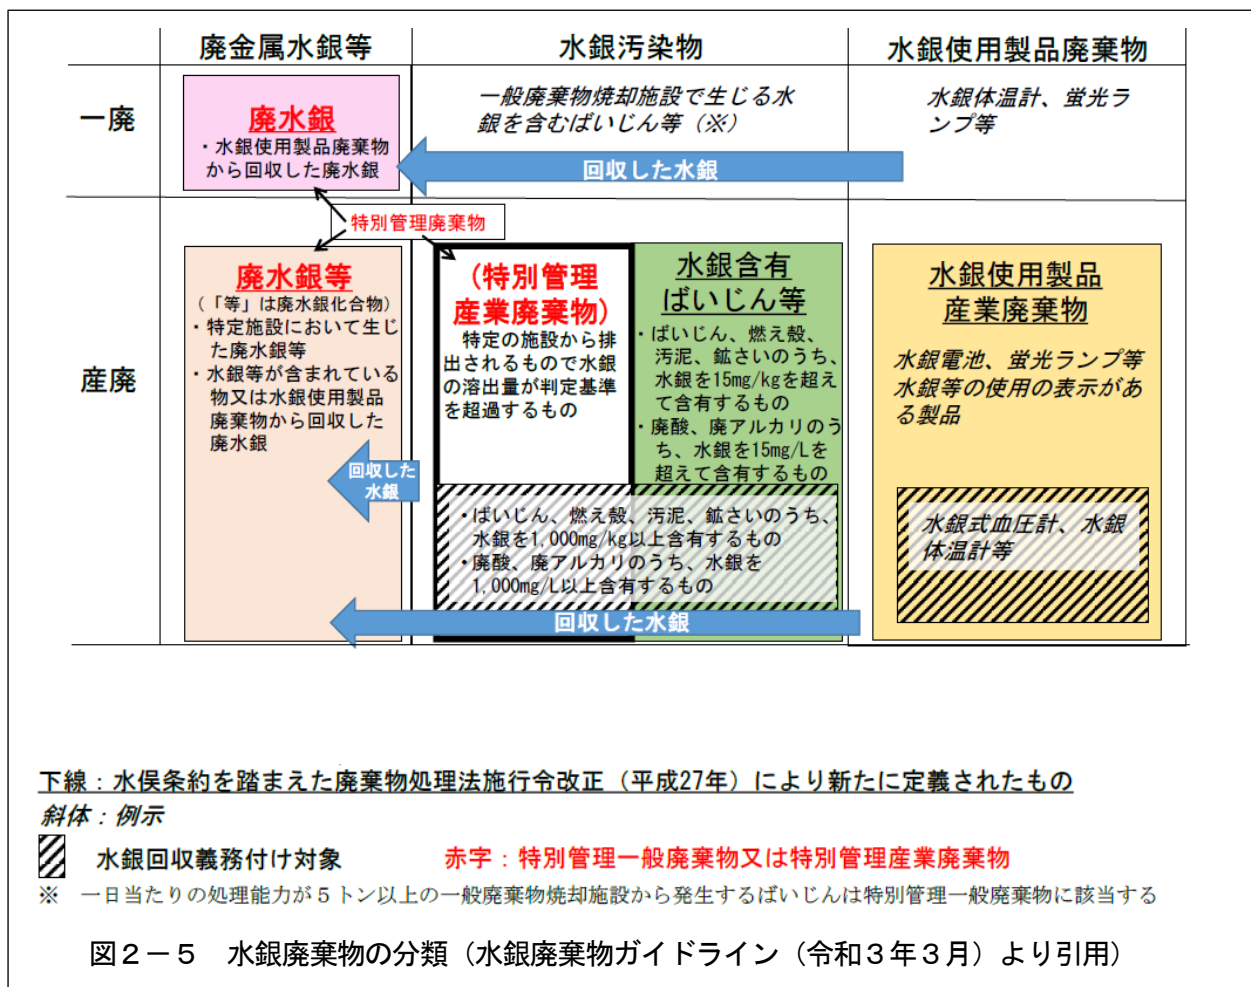 廃金属水銀等
水銀汚染物
水銀使用製品廃棄物
一廃
廃水銀
・水銀使用製品廃棄物
から回収した廃水銀
一般廃棄物焼却施設で生じる水
銀を含むばいじん等（※）
水銀体温計、蛍光ラ
ンプ等
回収した水銀
特別管理廃棄物
産廃
廃水銀等
（「等」は廃水銀化合物）
・特定施設において生じ
た廃水銀等
・水銀等が含まれている
物又は水銀使用製品
廃棄物から回収した
廃水銀
回収した
水銀
（特別管理
産業廃棄物）
特定の施設から排
出されるもので水銀
の溶出量が判定基準
を超過するもの
水銀含有
ばいじん等
・ばいじん、燃え殻、
汚泥、鉱さいのうち、
水銀を15mg/kgを超え
て含有するもの
・廃酸、廃アルカリのう
ち、水銀を15mg/Lを
超えて含有するもの
・ばいじん、燃え殻、汚泥、鉱さいのうち、
水銀を1,000mg/kg以上含有するもの
・廃酸、廃アルカリのうち、水銀を
1,000mg/L以上含有するもの
回収した水銀
水銀使用製品
産業廃棄物
水銀電池、蛍光ランプ等
水銀等の使用の表示があ
る製品
水銀式血圧計、水銀
体温計等
下線：水俣条約を踏まえた廃棄物処理法施行令改正（平成27年）により新たに定義されたもの
斜体：例示
水銀回収義務付け対象
赤字：特別管理一般廃棄物又は特別管理産業廃棄物
※　一日当たりの処理能力が５トン以上の一般廃棄物焼却施設から発生するばいじんは特別管理一般廃棄物に該当する
図２－５　水銀廃棄物の分類（水銀廃棄物ガイドライン（令和３年３月）より引用）